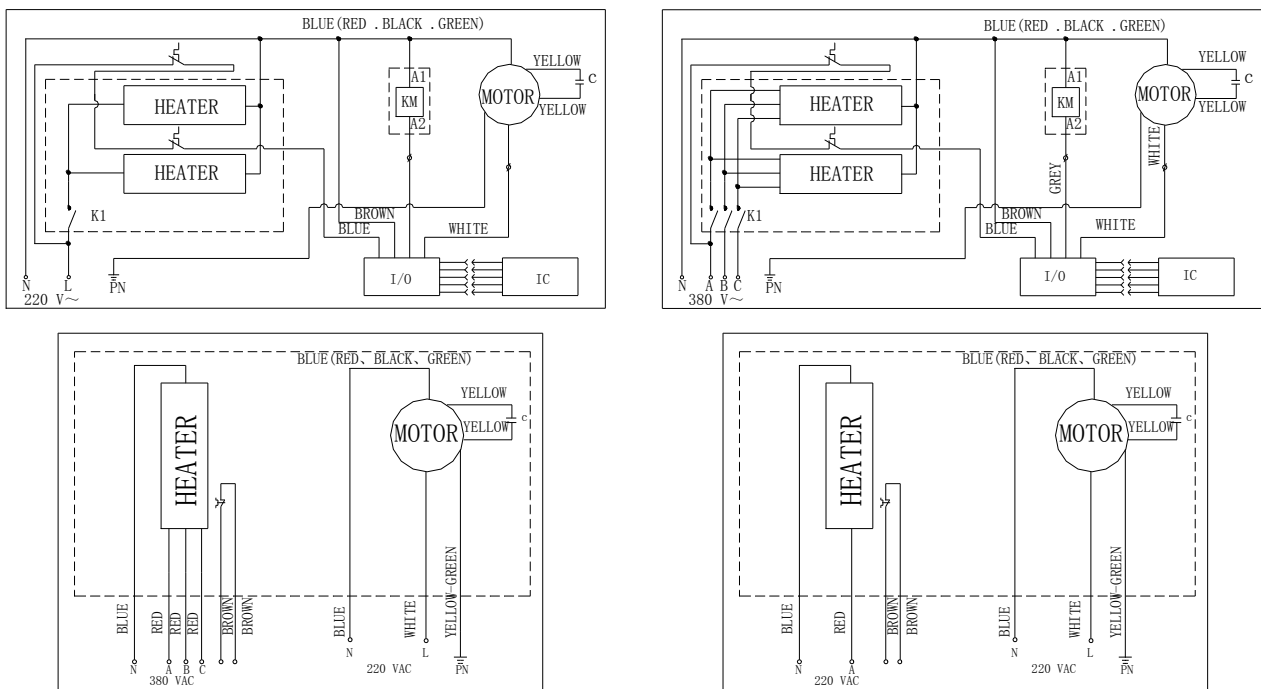 BLUE(RED .BLACK .GREEN)
YELLOW
C
YELLOW
MOTOR
A1
KM
A2
HEATER
HEATER
K1
BROWN
BLUE
WHITE
I/O
IC
N
L
PN
220 V～
BLUE(RED .BLACK .GREEN)
YELLOW
C
YELLOW
MOTOR
A1
KM
A2
HEATER
HEATER
WHITE
GREY
K1
BROWN
BLUE
WHITE
I/O
IC
N
A B C
PN
380 V～
BLUE(RED、BLACK、GREEN)
YELLOW
C
YELLOW
MOTOR
HEATER
BLUE
RED
RED
RED
BROWN
BROWN
BLUE
WHITE
YELLOW-GREEN
N
A
B
C
380 VAC
N
L
PN
220 VAC
BLUE(RED、BLACK、GREEN)
YELLOW
C
YELLOW
MOTOR
HEATER
BLUE
RED
BROWN
BROWN
BLUE
WHITE
YELLOW-GREEN
N
A
220 VAC
N
L
PN
220 VAC